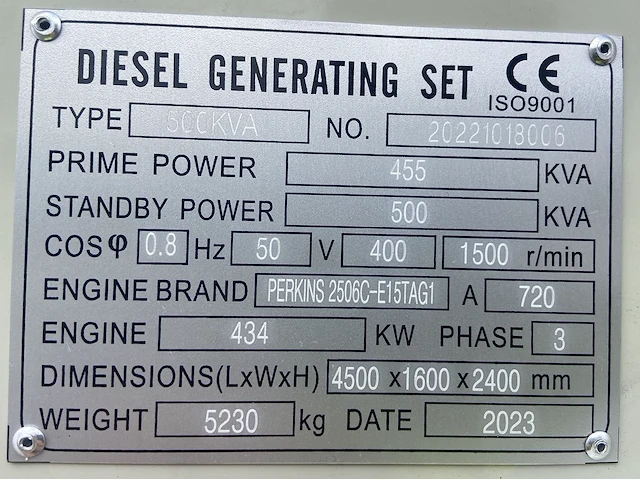 DIESEL GENERATING SET CE
ISO9001
TYPE 500KVA NO. 20221018006
PRIME POWER 455 KVA
STANDBY POWER 500 KVA
COSφ 0.8 Hz 50 V 400 1500 r/min
ENGINE BRAND PERKINS 2506C-E15TAG1 A 720
ENGINE 434 KW PHASE 3
DIMENSIONS(LxWxH) 4500 x1600 x2400 mm
WEIGHT 5230 kg DATE 2023